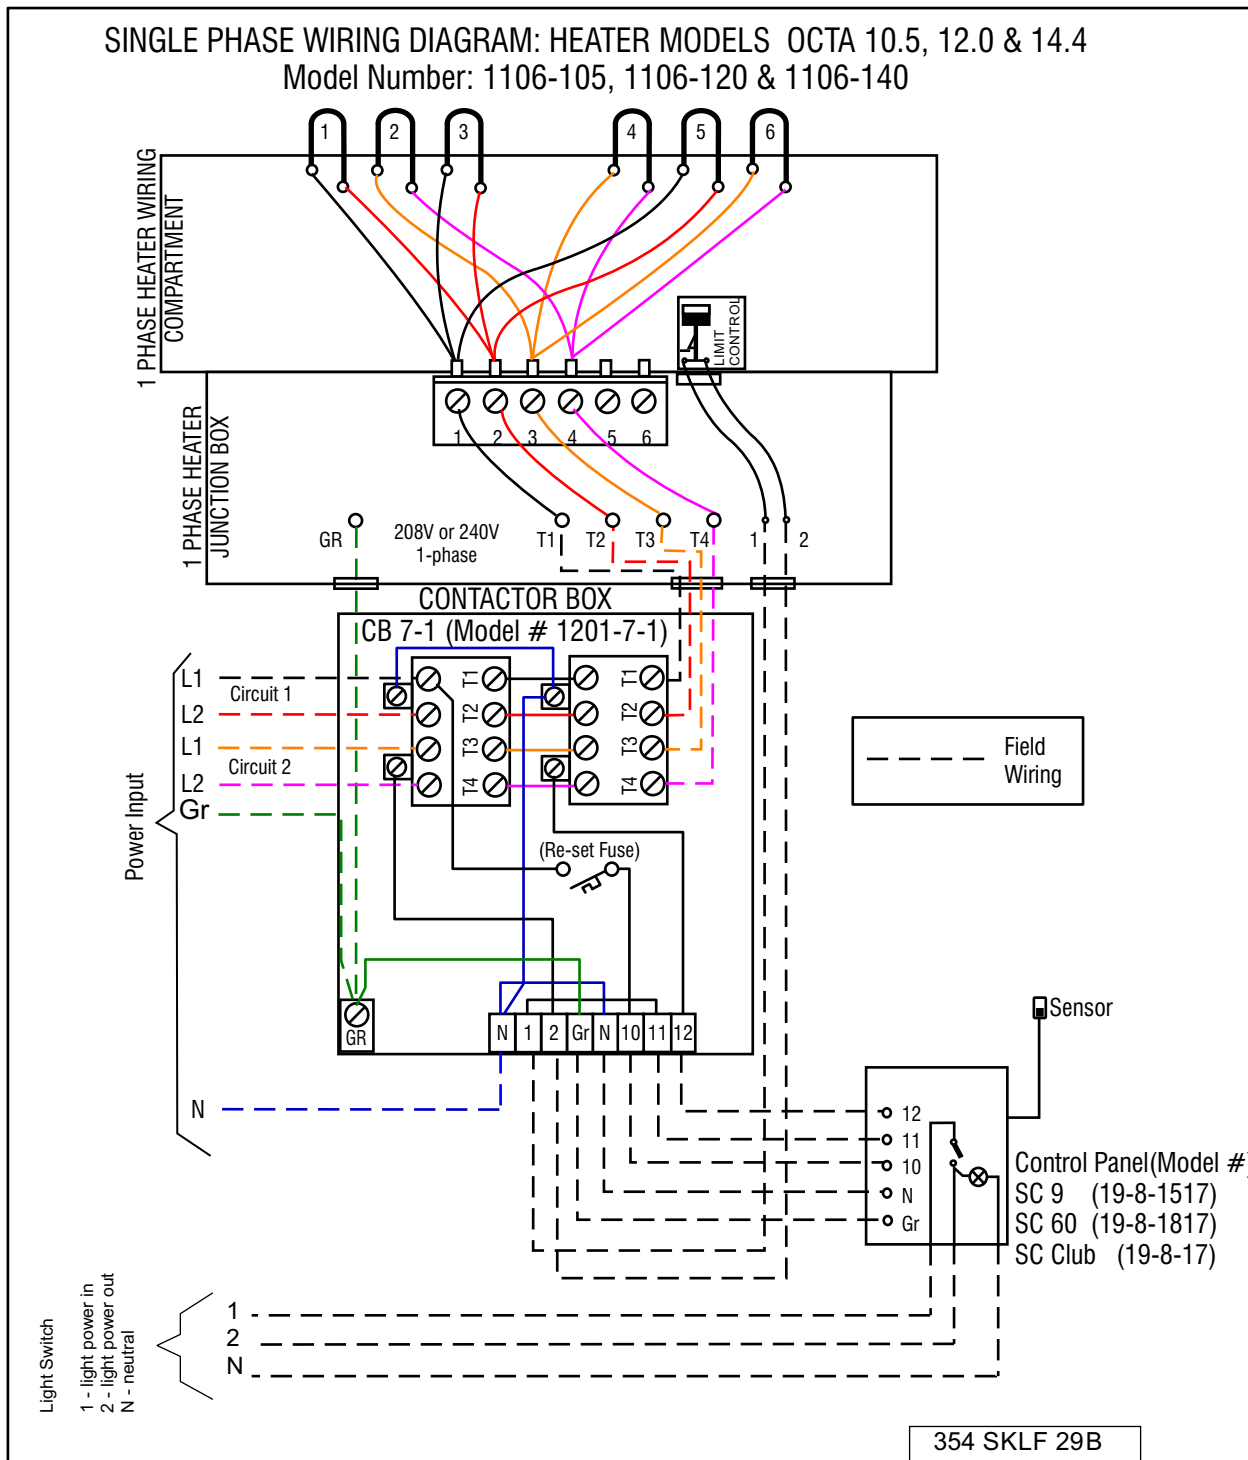 SINGLE PHASE WIRING DIAGRAM: HEATER MODELS OCTA 10.5, 12.0 & 14.4
Model Number: 1106-105, 1106-120 & 1106-140
1 2 3 4 5 6
1 PHASE HEATER WIRING
COMPARTMENT
LIMIT
CONTROL
1 PHASE HEATER
JUNCTION BOX
1 2 3 4 5 6
GR
208V or 240V
1-phase
T1 T2 T3 T4 1 2
CONTACTOR BOX
CB 7-1 (Model # 1201-7-1)
Power Input
L1
Circuit 1
L2
L1
Circuit 2
L2
Gr
T1 T2 T3 T4
T1 T2 T3 T4
Field
Wiring
(Re-set Fuse)
GR
N 1 2 Gr N 10 11 12
N
Sensor
12
11
10
N
Gr
Control Panel(Model #)
SC 9 (19-8-1517)
SC 60 (19-8-1817)
SC Club (19-8-17)
Light Switch
1 - light power in
2 - light power out
N - neutral
1
2
N
354 SKLF 29B